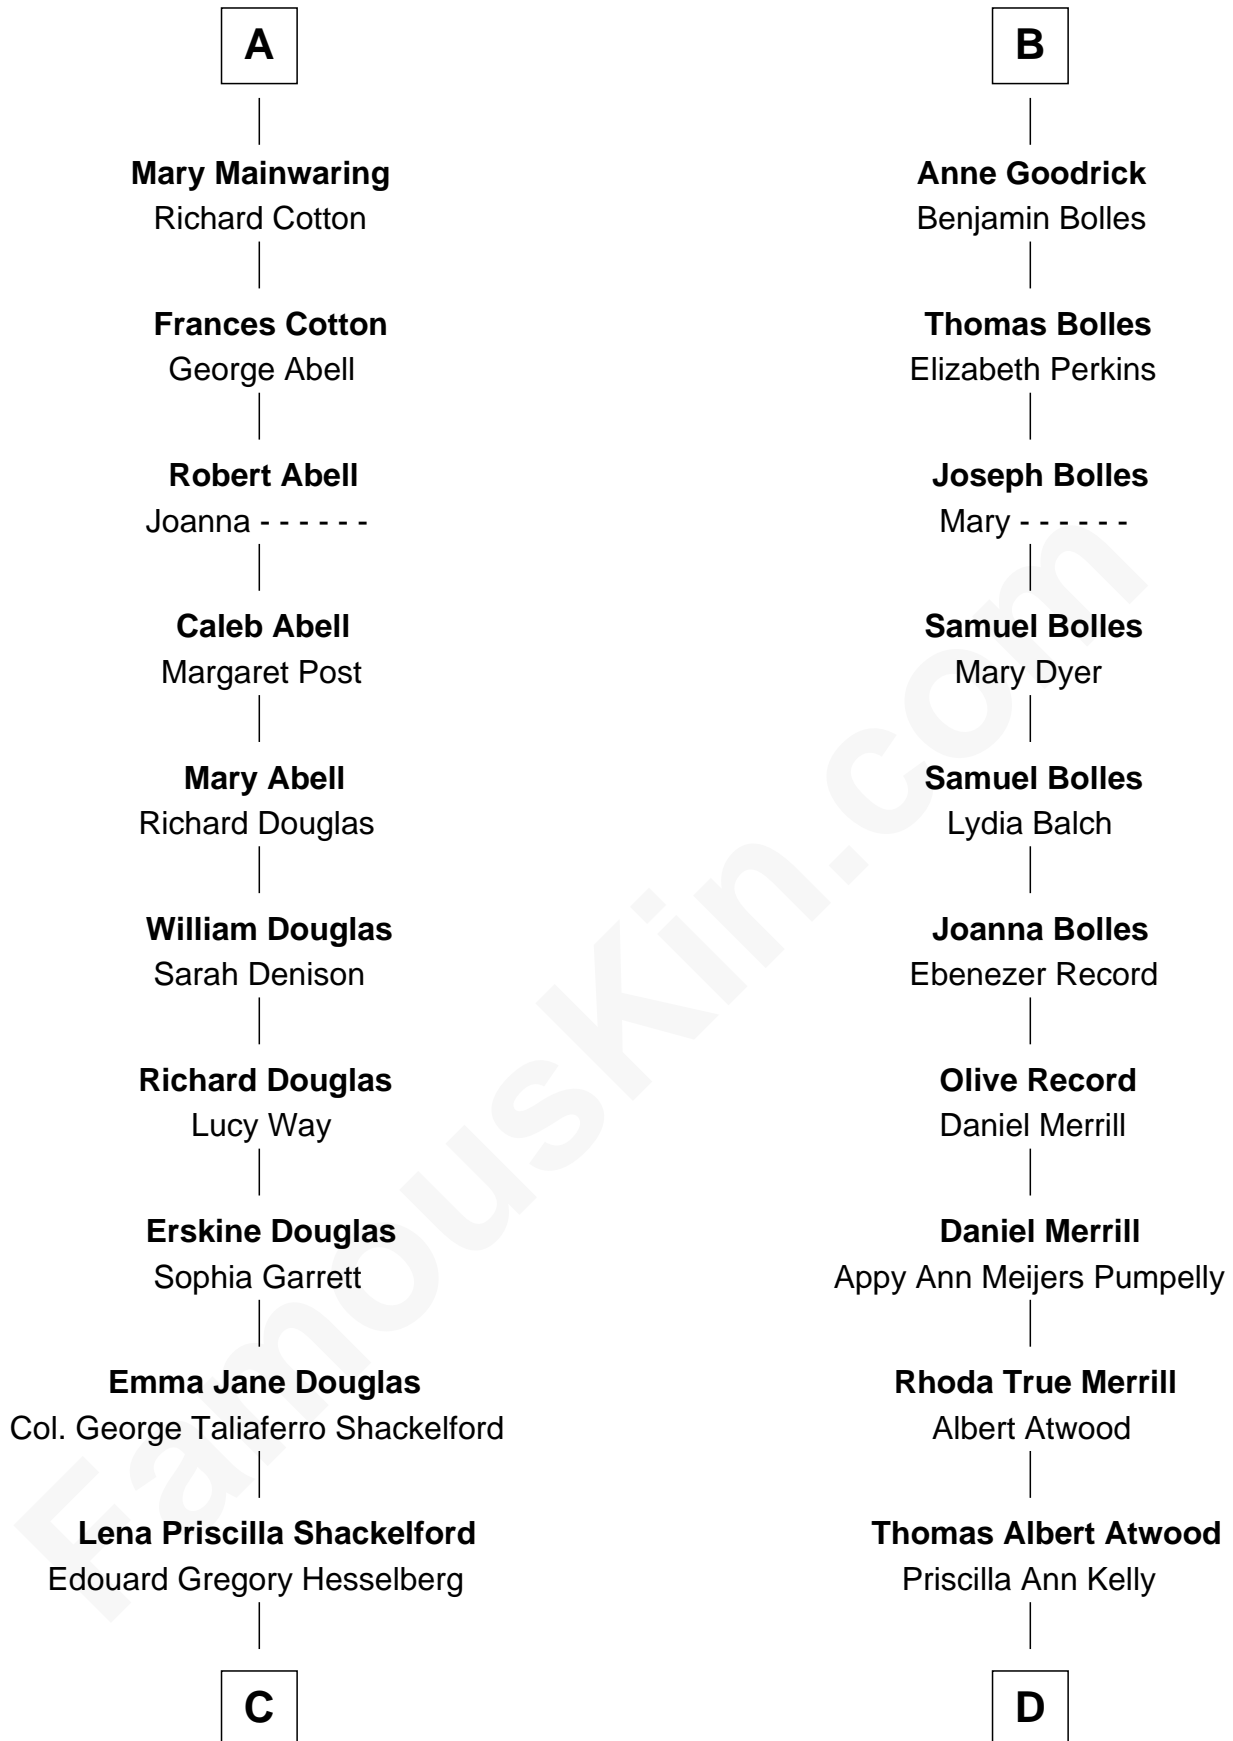 A
Mary Mainwaring
Richard Cotton
Frances Cotton
George Abell
Robert Abell
Joanna - - - - - -
Caleb Abell
Margaret Post
Mary Abell
Richard Douglas
William Douglas
Sarah Denison
Richard Douglas
Lucy Way
Erskine Douglas
Sophia Garrett
Emma Jane Douglas
Col. George Taliaferro Shackelford
Lena Priscilla Shackelford
Edouard Gregory Hesselberg
C
B
Anne Goodrick
Benjamin Bolles
Thomas Bolles
Elizabeth Perkins
Joseph Bolles
Mary - - - - - -
Samuel Bolles
Mary Dyer
Samuel Bolles
Lydia Balch
Joanna Bolles
Ebenezer Record
Olive Record
Daniel Merrill
Daniel Merrill
Appy Ann Meijers Pumpelly
Rhoda True Merrill
Albert Atwood
Thomas Albert Atwood
Priscilla Ann Kelly
D
FamousKin.com